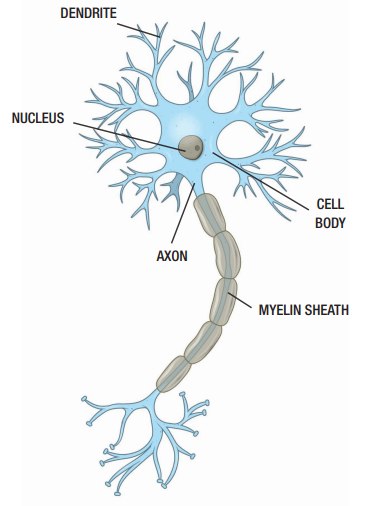 DENDRITE
NUCLEUS
CELL
BODY
AXON
MYELIN SHEATH